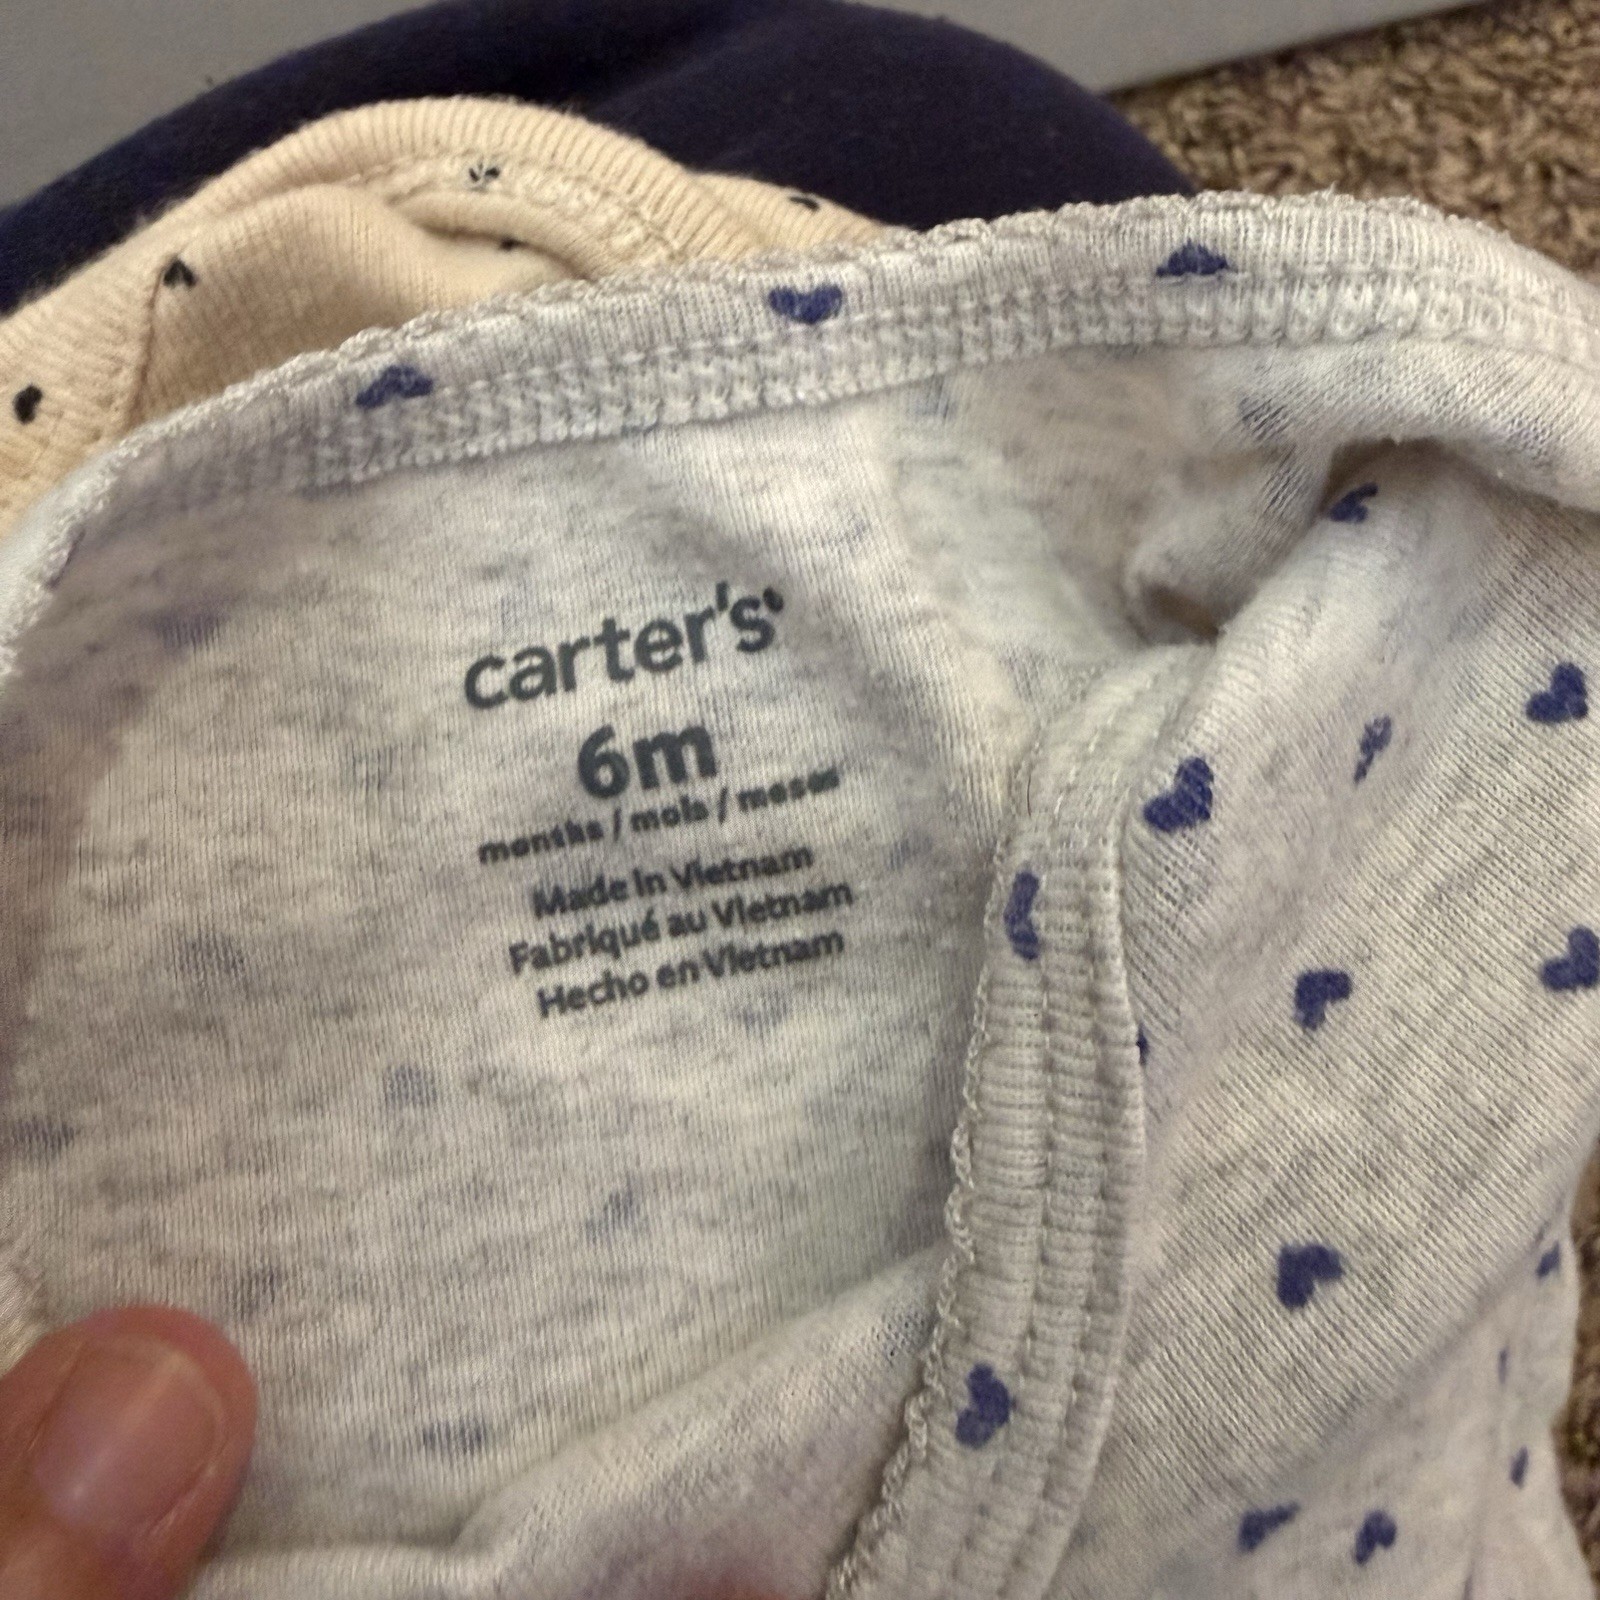 carter's
6m
months / mois / meses
Made in Vietnam
Fabriqué au Vietnam
Hecho en Vietnam